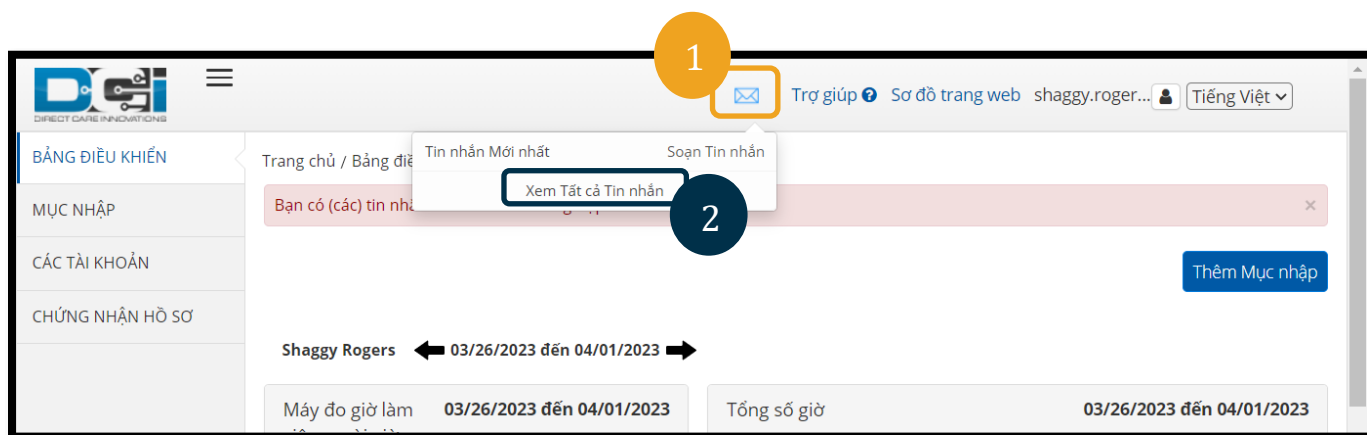 1
DCi
DIRECT CARE INNOVATIONS
Trợ giúp Sơ đồ trang web shaggy.roger... Tiếng Việt
BẢNG ĐIỀU KHIỂN
MỤC NHẬP
CÁC TÀI KHOẢN
CHỨNG NHẬN HỒ SƠ
Trang chủ / Bảng
Tin nhắn Mới nhất Soạn Tin nhắn
Xem Tất cả Tin nhắn
2
Bạn có (các) tin
×
Thêm Mục nhập
Shaggy Rogers 03/26/2023 đến 04/01/2023
Máy đo giờ làm 03/26/2023 đến 04/01/2023
Tổng số giờ 03/26/2023 đến 04/01/2023